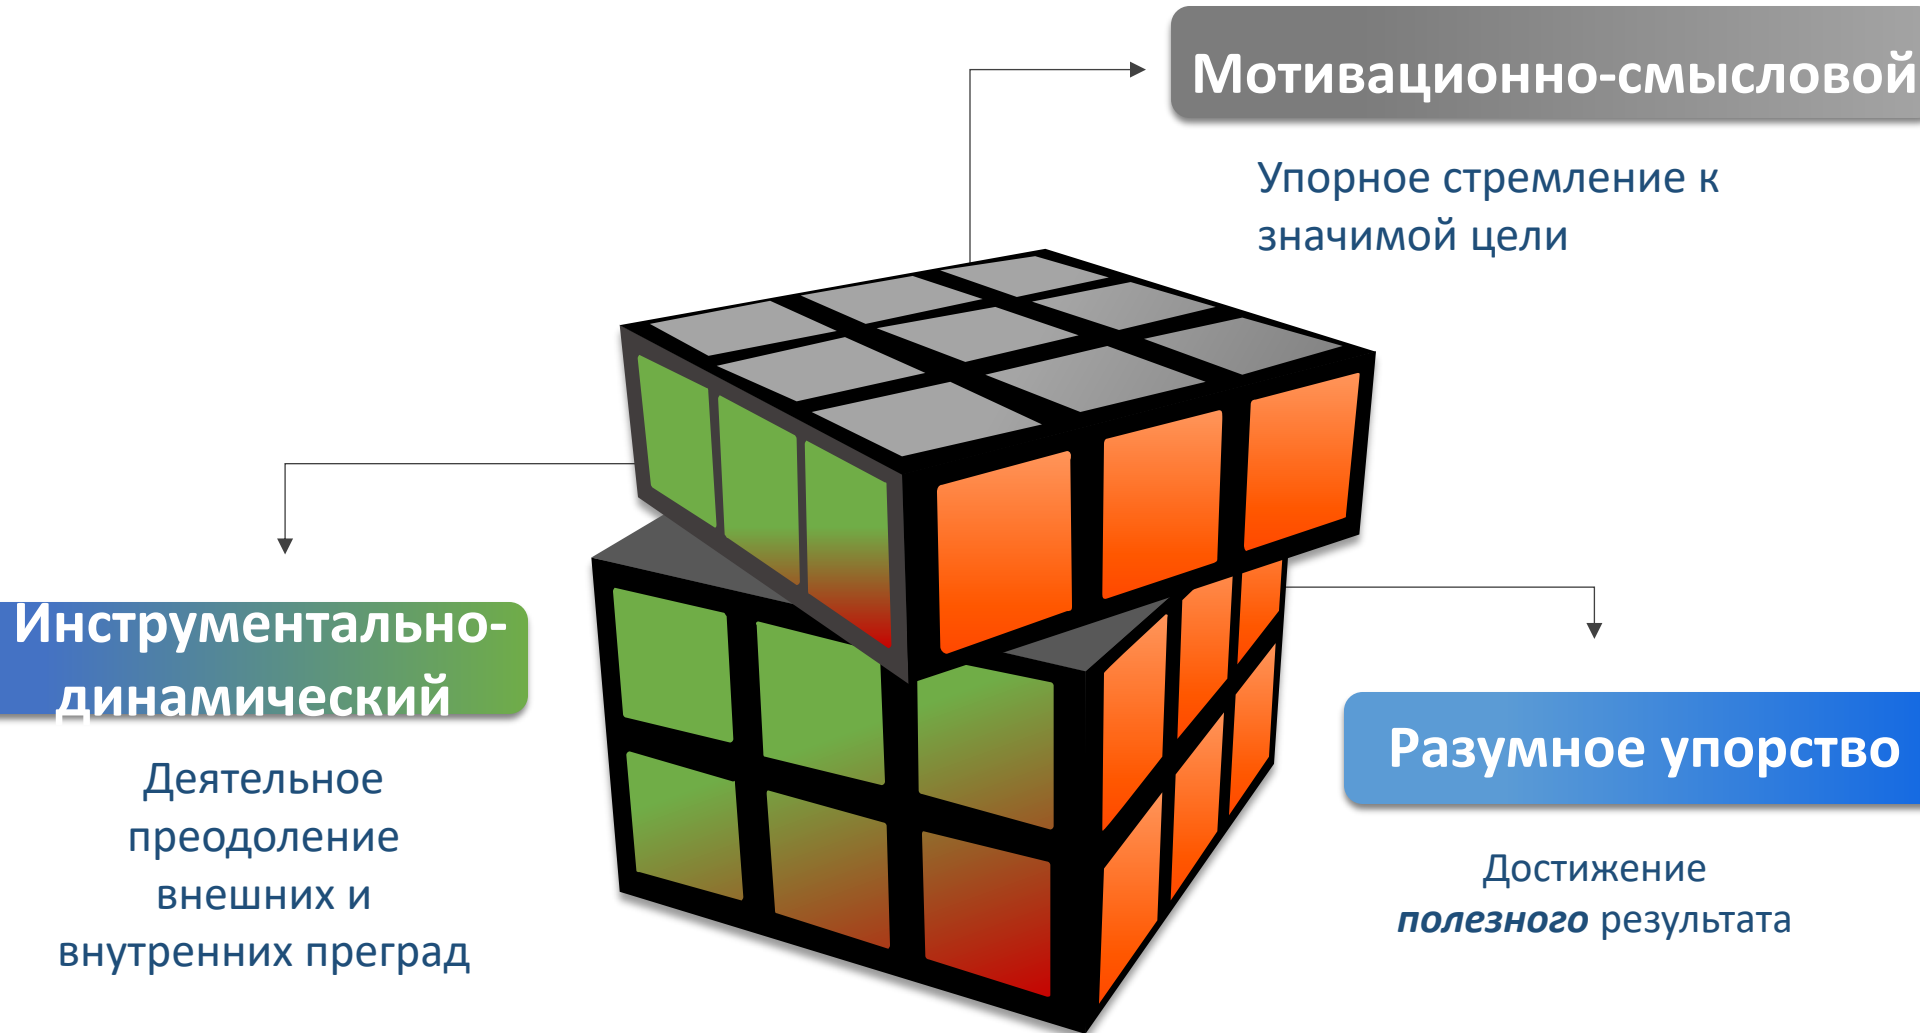 Мотивационно-смысловой
Упорное стремление к
значимой цели
Инструментально-
динамический
Деятельное
преодоление
внешних и
внутренних преград
Разумное упорство
Достижение
полезного результата